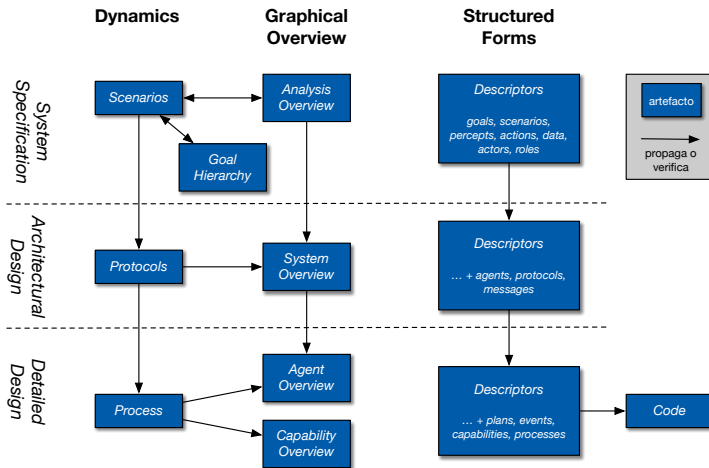 Dynamics
Graphical
Overview
Structured
Forms
System
Specification
Scenarios
Analysis
Overview
Goal
Hierarchy
Descriptors
goals, scenarios,
percepts, actions, data,
actors, roles
artefacto
propaga o
verifica
Architectural
Design
Protocols
System
Overview
Descriptors
... + agents, protocols,
messages
Detailed
Design
Process
Agent
Overview
Capability
Overview
Descriptors
... + plans, events,
capabilities, processes
Code